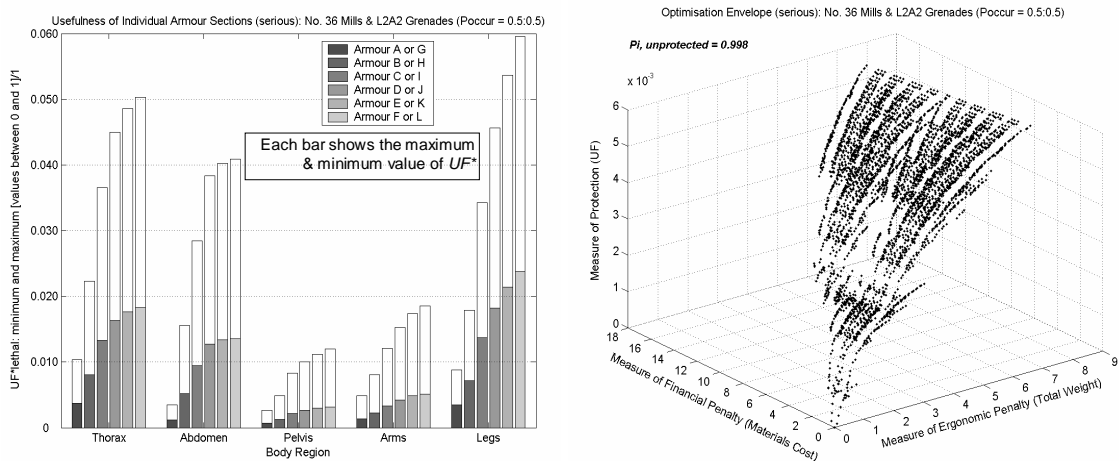 Usefulness of Individual Armour Sections (serious): No. 36 Mills & L2A2 Grenades (Poccur = 0.5:0.5)
UF*lethal: minimum and maximum [values between 0 and 1]/1
0.060
0.050
0.040
0.030
0.020
0.010
0
Armour A or G
Armour B or H
Armour C or I
Armour D or J
Armour E or K
Armour F or L
Each bar shows the maximum
& minimum value of UF*
Thorax
Abdomen
Pelvis
Arms
Legs
Body Region
Optimisation Envelope (serious): No. 36 Mills & L2A2 Grenades (Poccur = 0.5:0.5)
Pi, unprotected = 0.998
x 10⁻³
Measure of Protection (UF)
6
5
4
3
2
1
0
18
16
14
12
10
8
6
4
2
0
Measure of Financial Penalty (Materials Cost)
0
1
2
3
4
5
6
7
8
9
Measure of Ergonomic Penalty (Total Weight)